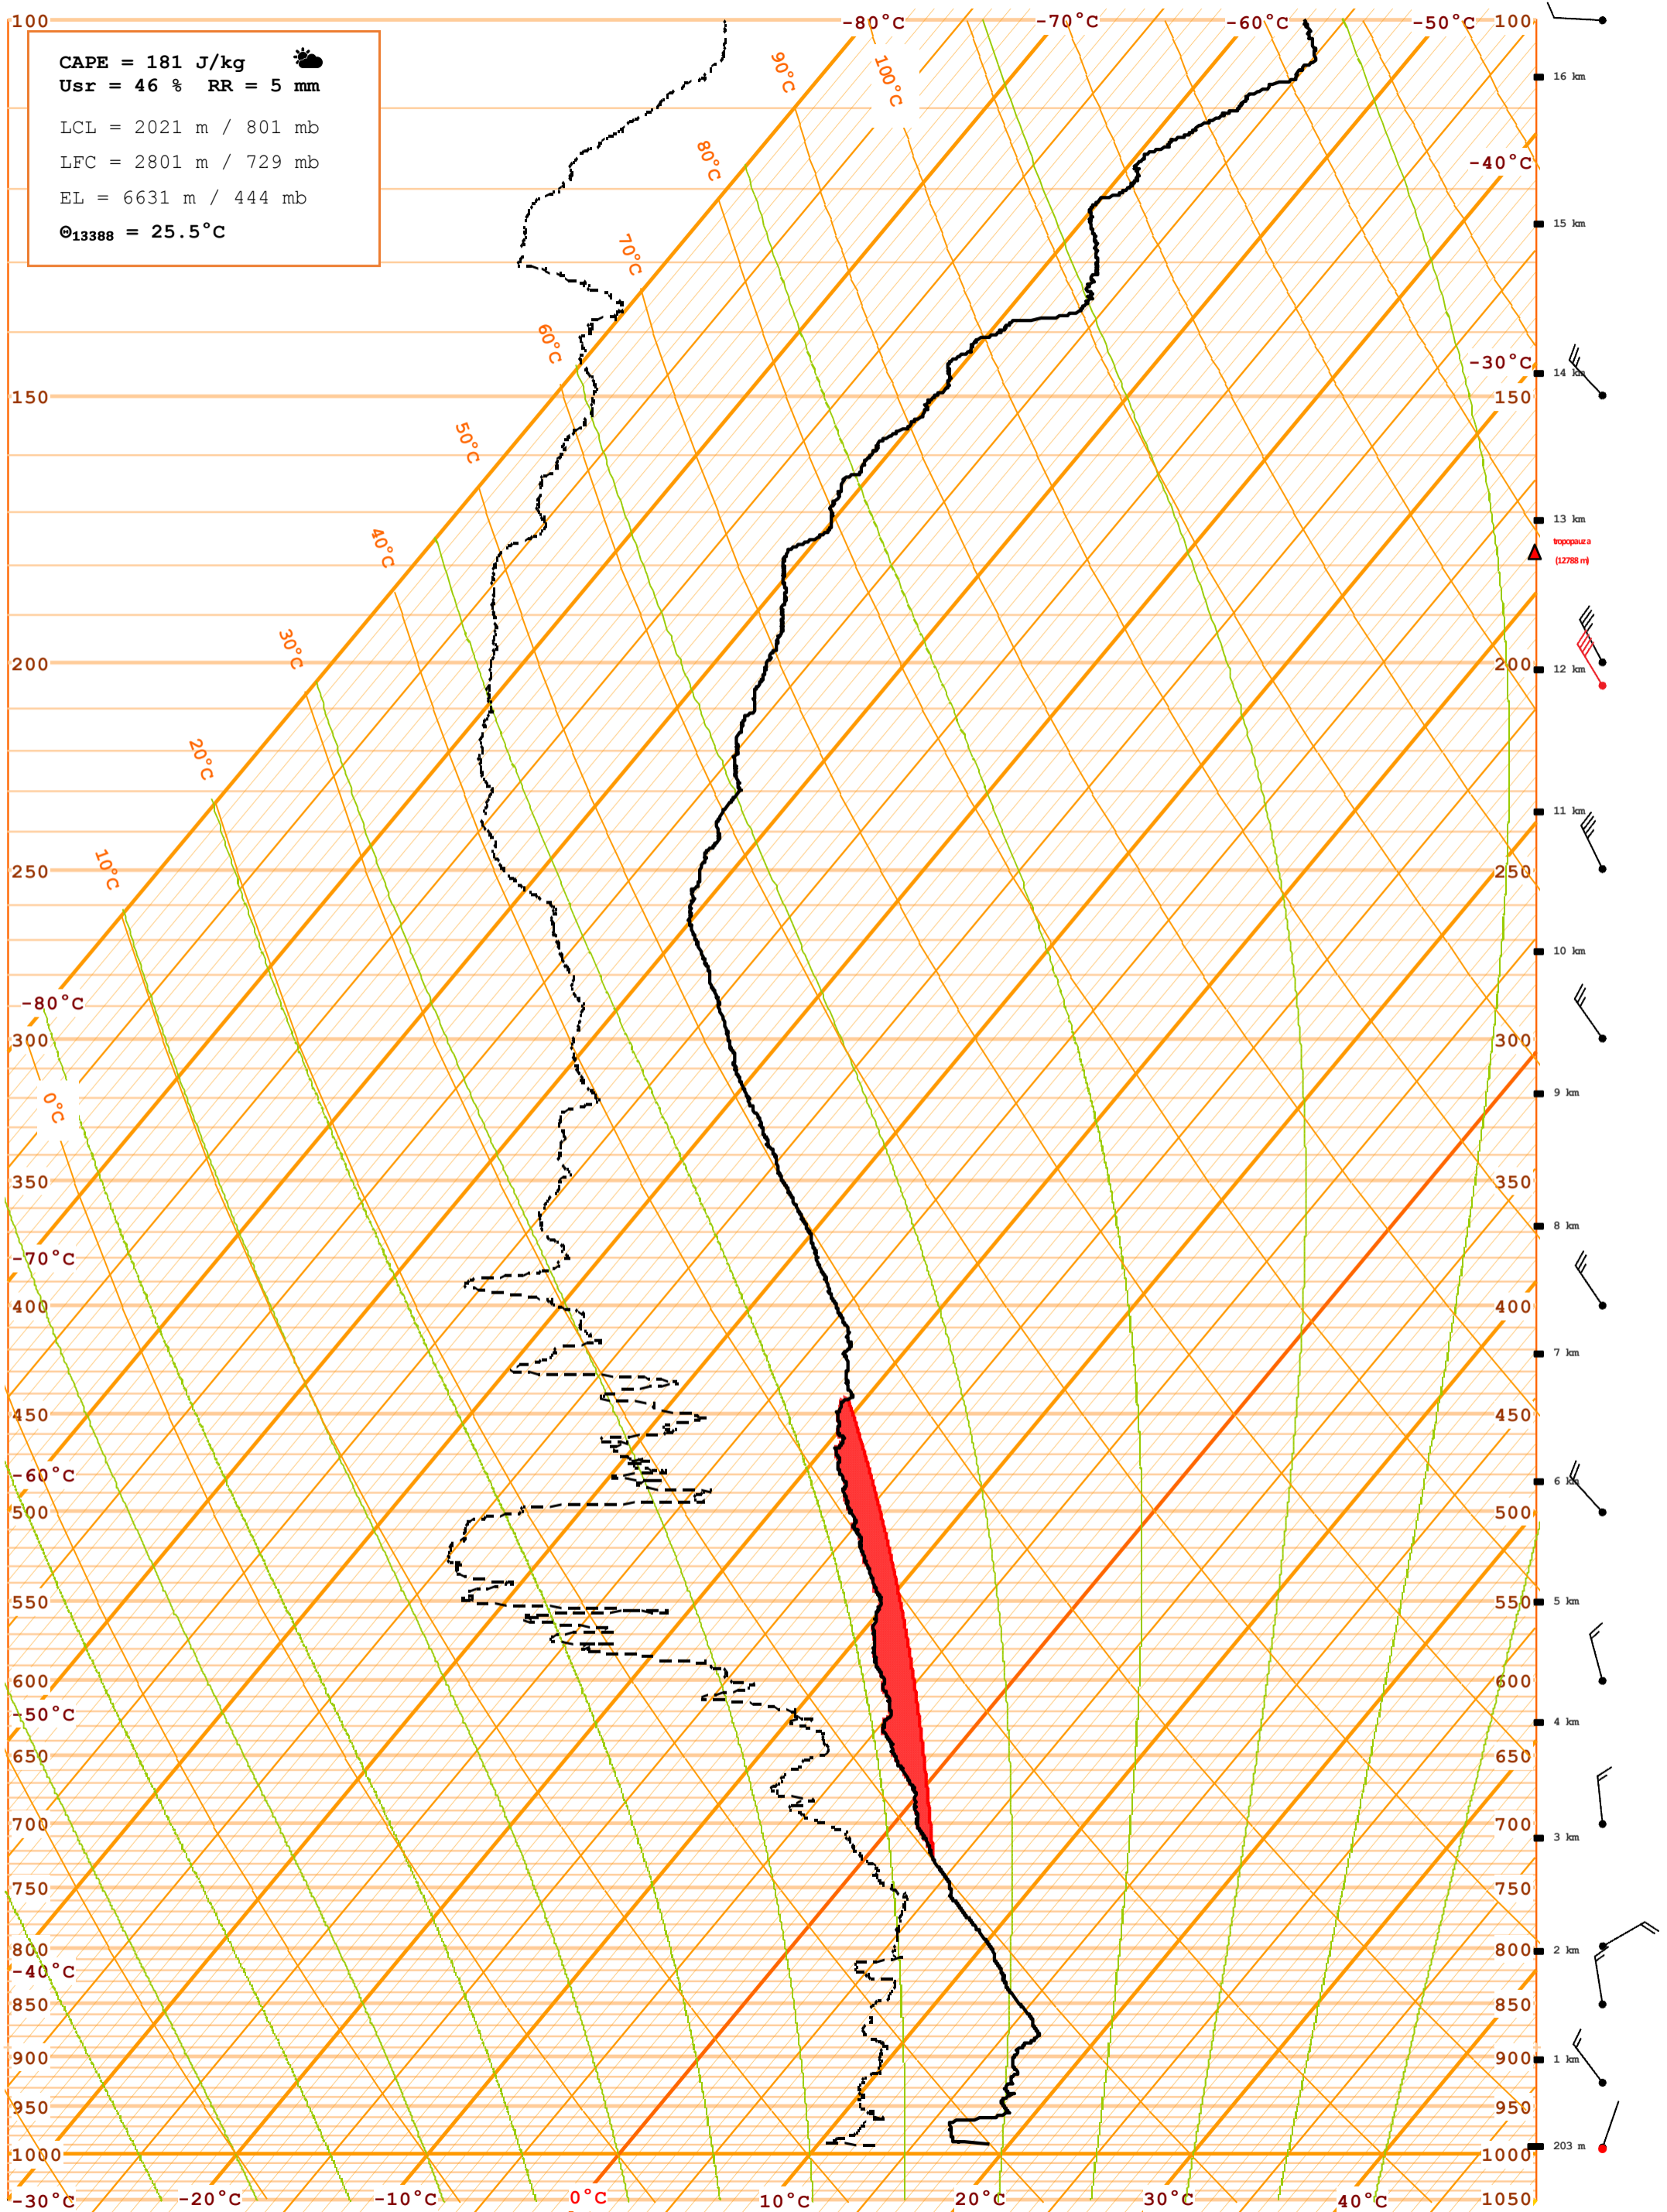 100
-80°C
-70°C
-60°C
-50°C
100
CAPE = 181 J/kg
Usr = 46 %  RR = 5 mm
LCL = 2021 m / 801 mb
LFC = 2801 m / 729 mb
EL = 6631 m / 444 mb
Θ13388 = 25.5°C
90°C
100°C
16 km
80°C
-40°C
15 km
70°C
60°C
-30°C
14 km
150
150
50°C
13 km
40°C
tropopauza
(12788 m)
30°C
200
200
12 km
20°C
11 km
10°C
250
250
10 km
-80°C
300
300
9 km
0°C
350
350
8 km
-70°C
400
400
7 km
450
450
-60°C
6 km
500
500
550
550
5 km
600
600
-50°C
4 km
650
650
700
700
3 km
750
750
800
800
2 km
-40°C
850
850
900
900
1 km
950
950
203 m
1000
1000
-30°C
-20°C
-10°C
0°C
10°C
20°C
30°C
40°C
1050